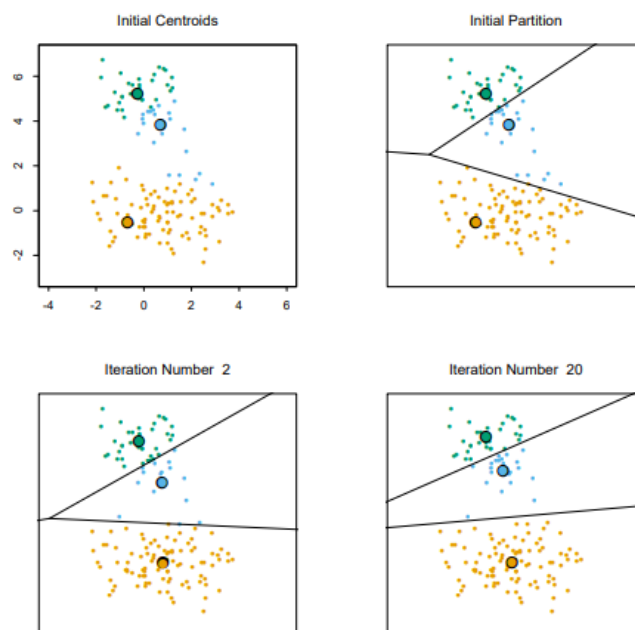 Initial Centroids
Initial Partition
6
4
2
0
-2
-4 -2 0 2 4 6
Iteration Number 2
Iteration Number 20